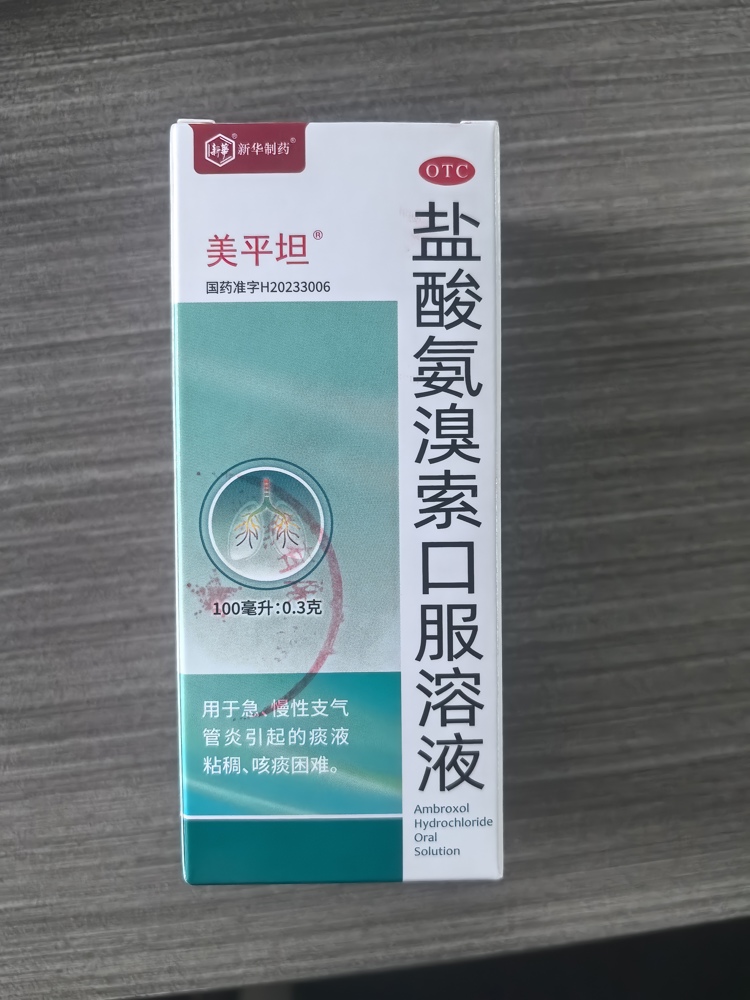 新華®
新华制药®
OTC
美平坦®
国药准字H20233006
盐酸氨溴索口服溶液
Ambroxol
Hydrochloride
Oral
Solution
100毫升:0.3克
用于急、慢性支气
管炎引起的痰液
粘稠、咳痰困难。